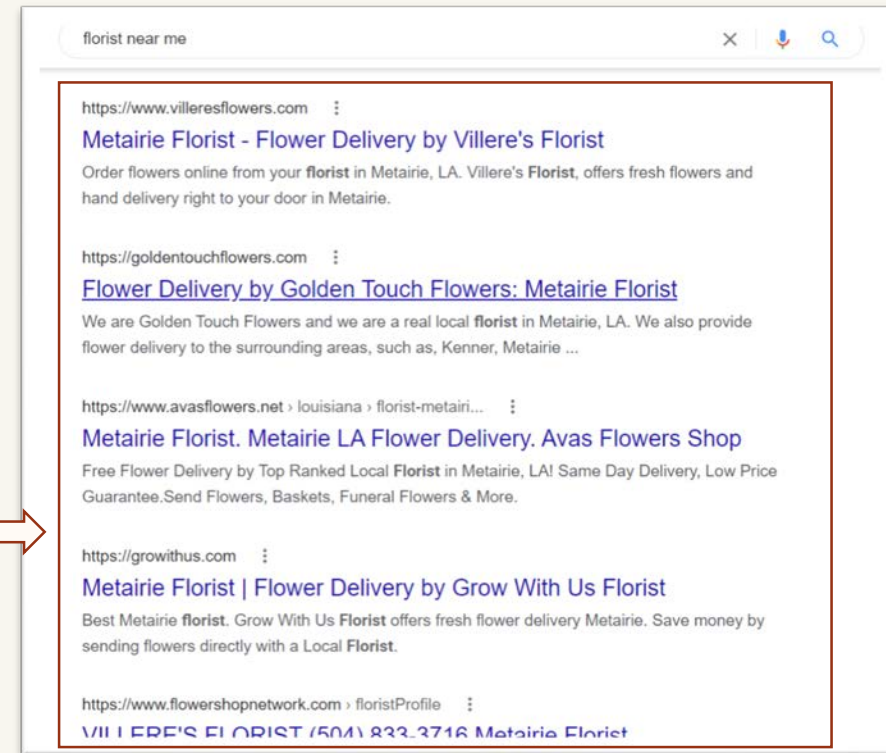 florist near me
https://www.villeresflowers.com
Metairie Florist - Flower Delivery by Villere's Florist
Order flowers online from your florist in Metairie, LA. Villere's Florist, offers fresh flowers and
hand delivery right to your door in Metairie.
https://goldentouchflowers.com
Flower Delivery by Golden Touch Flowers: Metairie Florist
We are Golden Touch Flowers and we are a real local florist in Metairie, LA. We also provide
flower delivery to the surrounding areas, such as, Kenner, Metairie ...
https://www.avasflowers.net › louisiana › florist-metairi...
Metairie Florist. Metairie LA Flower Delivery. Avas Flowers Shop
Free Flower Delivery by Top Ranked Local Florist in Metairie, LA! Same Day Delivery, Low Price
Guarantee.Send Flowers, Baskets, Funeral Flowers & More.
https://growithus.com
Metairie Florist | Flower Delivery by Grow With Us Florist
Best Metairie florist. Grow With Us Florist offers fresh flower delivery Metairie. Save money by
sending flowers directly with a Local Florist.
https://www.flowershopnetwork.com › floristProfile
VILLERE'S FLORIST (504) 833-3716 Metairie Florist